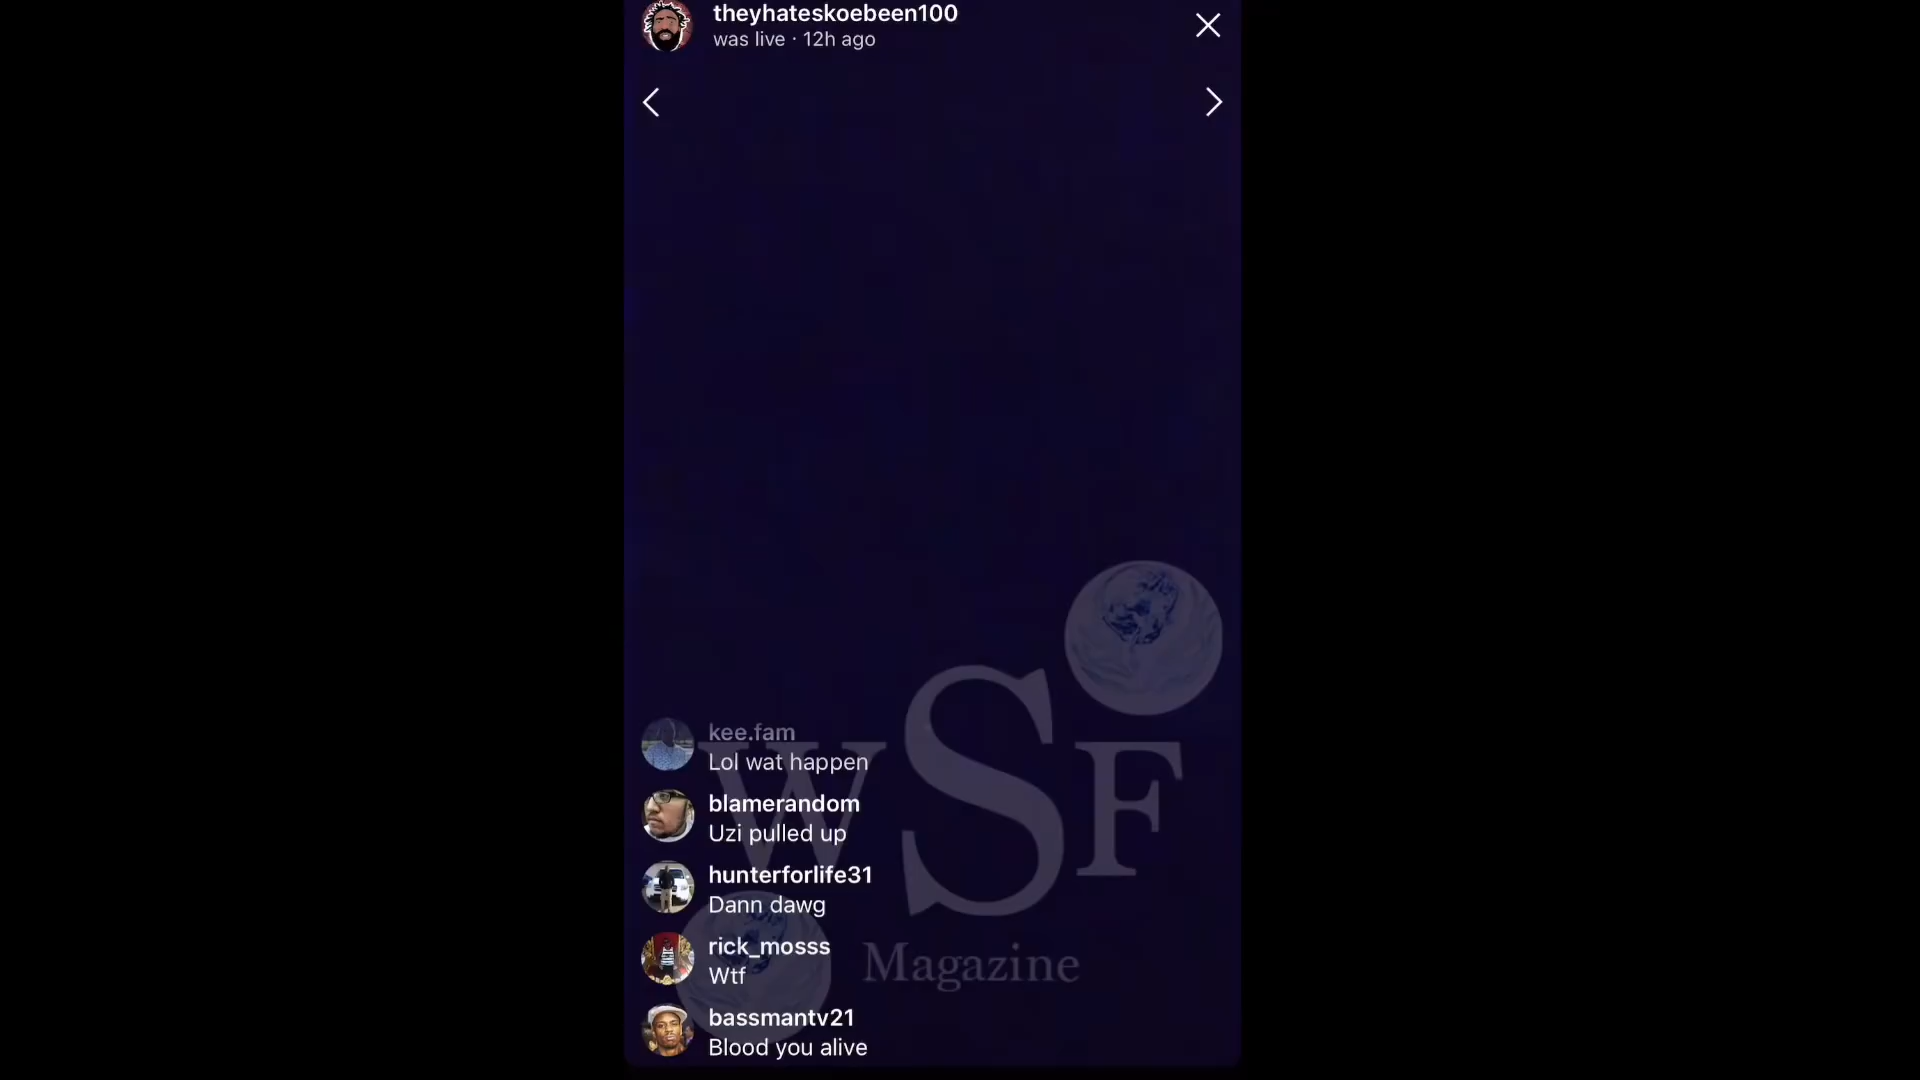 theyhateskoebeen100
was live · 12h ago
kee.fam
Lol wat happen
blamerandom
Uzi pulled up
hunterforlife31
Dann dawg
rick_mosss
Wtf
bassmantv21
Blood you alive
WSF
Magazine